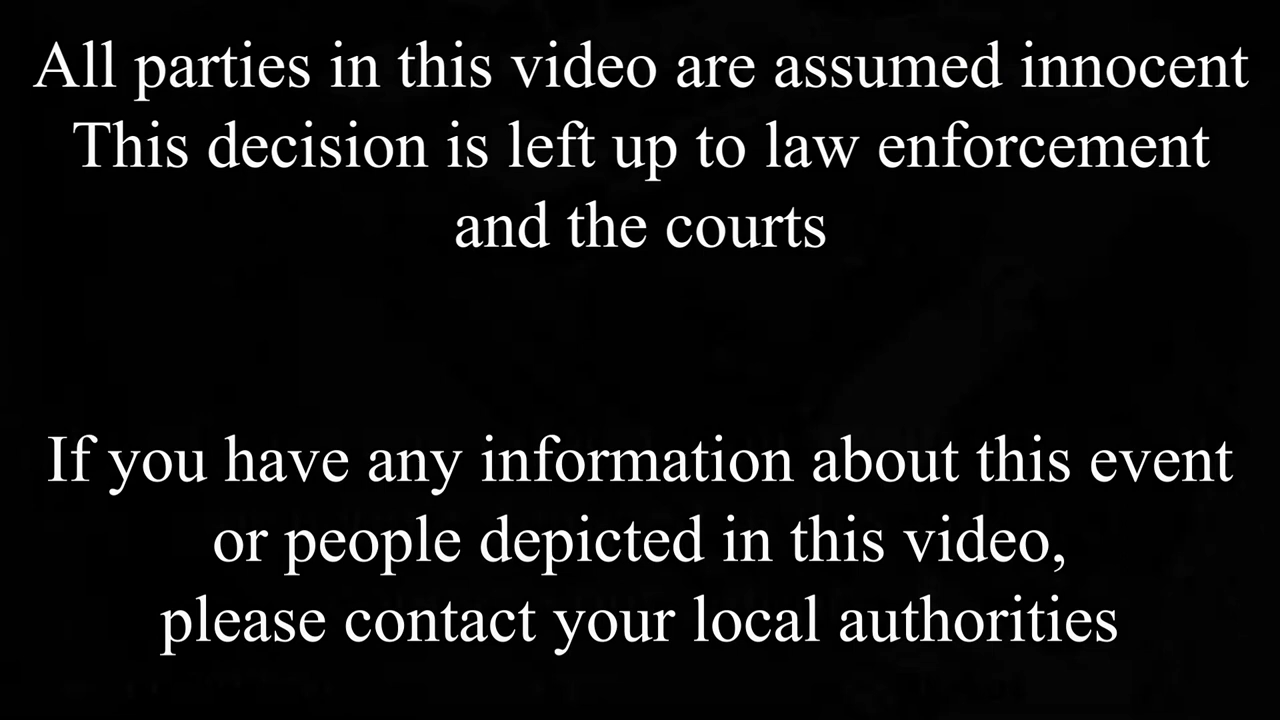 All parties in this video are assumed innocent
This decision is left up to law enforcement
and the courts
If you have any information about this event
or people depicted in this video,
please contact your local authorities